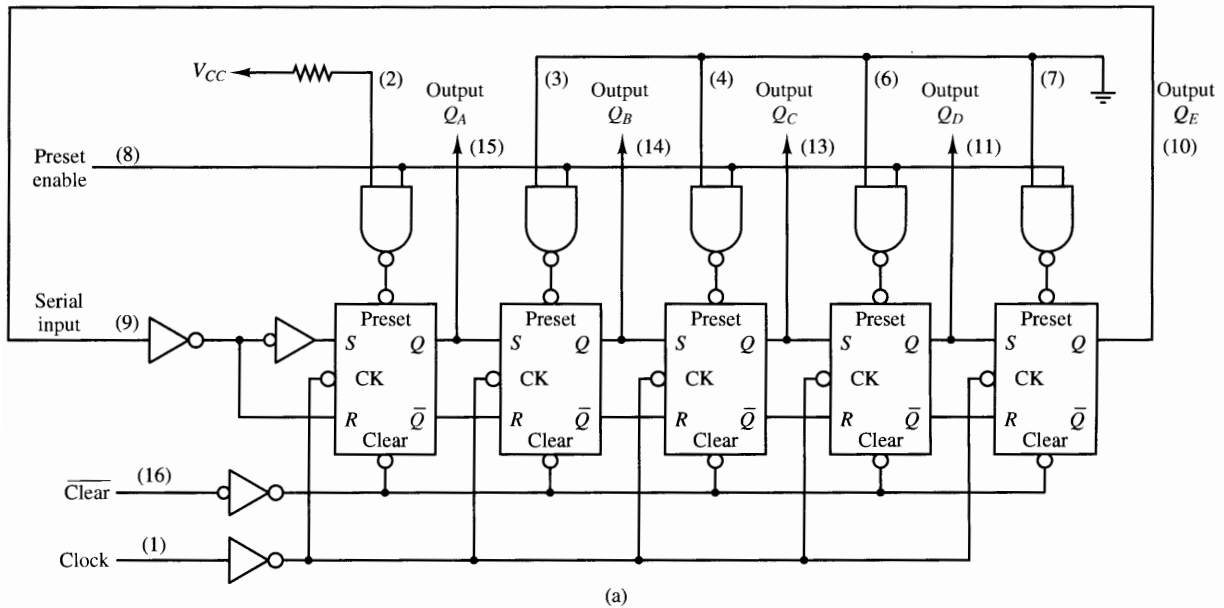 V_CC
(2)
(3)
(4)
(6)
(7)
Output
Q_A
Output
Q_B
Output
Q_C
Output
Q_D
Output
Q_E
(15)
(14)
(13)
(11)
(10)
Preset
enable
(8)
Serial
input
(9)
Preset
S
Q
CK
R
Q̅
Clear
Preset
S
Q
CK
R
Q̅
Clear
Preset
S
Q
CK
R
Q̅
Clear
Preset
S
Q
CK
R
Q̅
Clear
Preset
S
Q
CK
R
Q̅
Clear
C̅l̅e̅a̅r̅
(16)
Clock
(1)
(a)